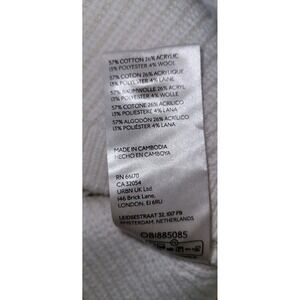 57% COTTON 26% ACRYLIC
13% POLYESTER 4% WOOL
57% COTON 26% ACRYLIQUE
13% POLYESTER 4% LAINE
57% BAUMWOLLE 26% ACRYL
13% POLYESTER 4% WOLLE
57% COTONE 26% ACRILICO
13% POLIESTERE 4% LANA
57% ALGODÓN 26% ACRÍLICO
13% POLIÉSTER 4% LANA
MADE IN CAMBODIA
HECHO EN CAMBOYA
RN 66170
CA 32054
URBN UK Ltd
146 Brick Lane,
LONDON, E1 6RU
LEIDSESTRAAT 32, 1017 PB
AMSTERDAM, NETHERLANDS
OB1885085